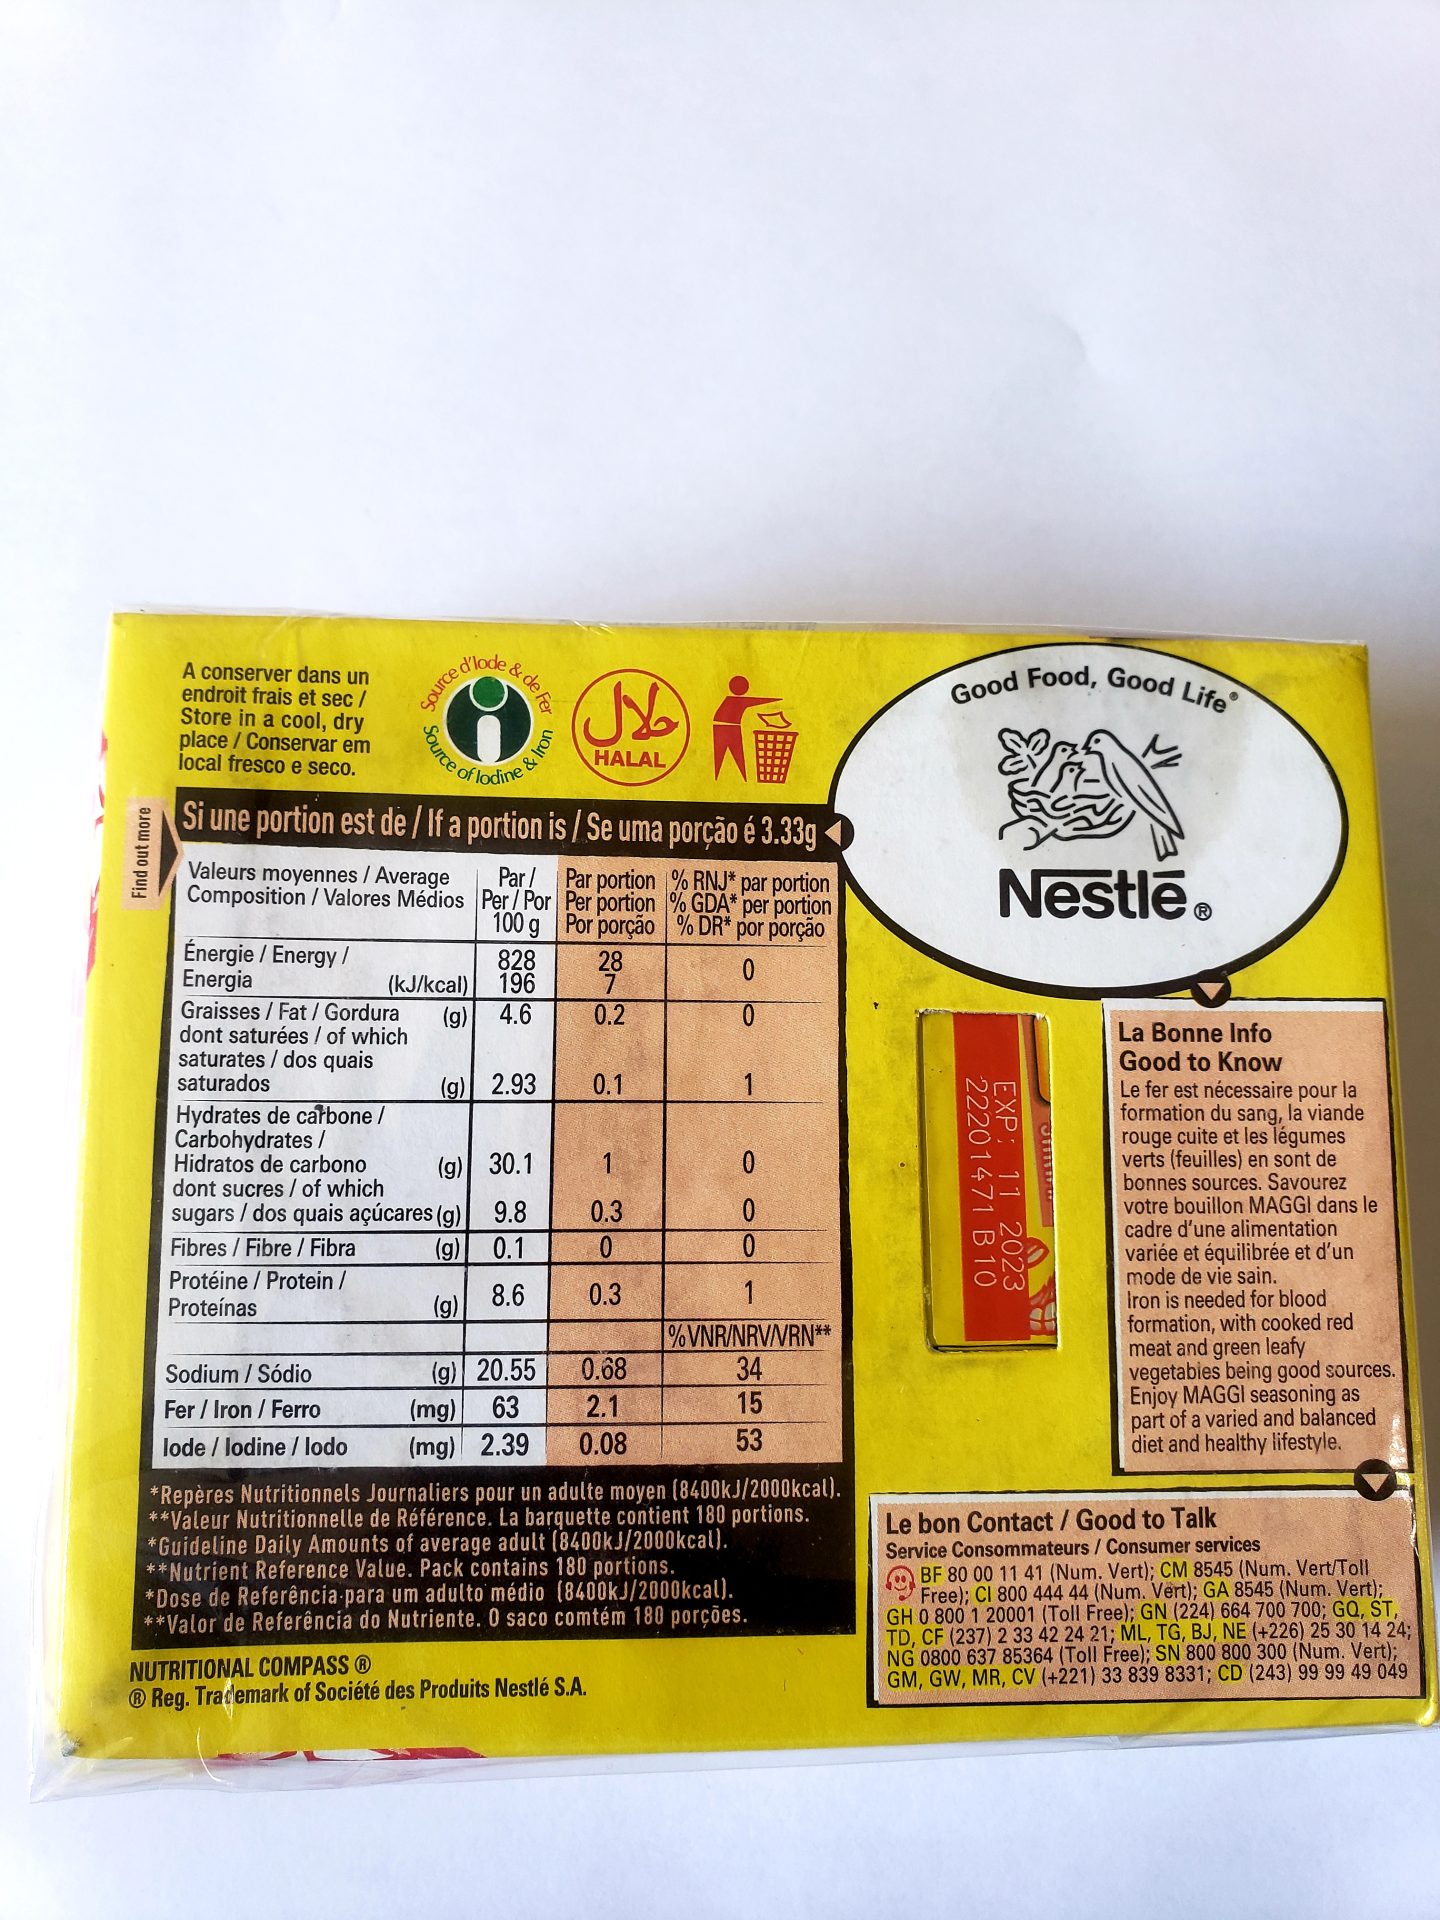 A conserver dans un
endroit frais et sec /
Store in a cool, dry
place / Conservar em
local fresco e seco.
Source d'Iode & de Fer
Source of Iodine & Iron
حلال
HALAL
Good Food, Good Life®
Nestlé®
Find out more
Si une portion est de / If a portion is / Se uma porção é 3.33g
Valeurs moyennes / Average
Composition / Valores Médios
Par /
Per / Por
100 g
Par portion
Per portion
Por porção
% RNJ* par portion
% GDA* per portion
% DR* por porção
Énergie / Energy /
Energia (kJ/kcal) 828 196 28 7 0
Graisses / Fat / Gordura (g) 4.6 0.2 0
dont saturées / of which
saturates / dos quais
saturados (g) 2.93 0.1 1
Hydrates de carbone /
Carbohydrates /
Hidratos de carbono (g) 30.1 1 0
dont sucres / of which
sugars / dos quais açúcares (g) 9.8 0.3 0
Fibres / Fibre / Fibra (g) 0.1 0 0
Protéine / Protein /
Proteínas (g) 8.6 0.3 1
%VNR/NRV/VRN**
Sodium / Sódio (g) 20.55 0.68 34
Fer / Iron / Ferro (mg) 63 2.1 15
Iode / Iodine / Iodo (mg) 2.39 0.08 53
*Repères Nutritionnels Journaliers pour un adulte moyen (8400kJ/2000kcal).
**Valeur Nutritionnelle de Référence. La barquette contient 180 portions.
*Guideline Daily Amounts of average adult (8400kJ/2000kcal).
**Nutrient Reference Value. Pack contains 180 portions.
*Dose de Referência para um adulto médio (8400kJ/2000kcal).
**Valor de Referência do Nutriente. O saco comtém 180 porções.
NUTRITIONAL COMPASS ®
® Reg. Trademark of Société des Produits Nestlé S.A.
EXP: 11 2023
22201471 B10
La Bonne Info
Good to Know
Le fer est nécessaire pour la
formation du sang, la viande
rouge cuite et les légumes
verts (feuilles) en sont de
bonnes sources. Savourez
votre bouillon MAGGI dans le
cadre d'une alimentation
variée et équilibrée et d'un
mode de vie sain.
Iron is needed for blood
formation, with cooked red
meat and green leafy
vegetables being good sources.
Enjoy MAGGI seasoning as
part of a varied and balanced
diet and healthy lifestyle.
Le bon Contact / Good to Talk
Service Consommateurs / Consumer services
BF 80 00 11 41 (Num. Vert); CM 8545 (Num. Vert/Toll
Free); CI 800 444 44 (Num. Vert); GA 8545 (Num. Vert);
GH 0 800 1 20001 (Toll Free); GN (224) 664 700 700; GQ, ST,
TD, CF (237) 2 33 42 24 21; ML, TG, BJ, NE (+226) 25 30 14 24;
NG 0800 637 85364 (Toll Free); SN 800 800 300 (Num. Vert);
GM, GW, MR, CV (+221) 33 839 8331; CD (243) 99 99 49 049